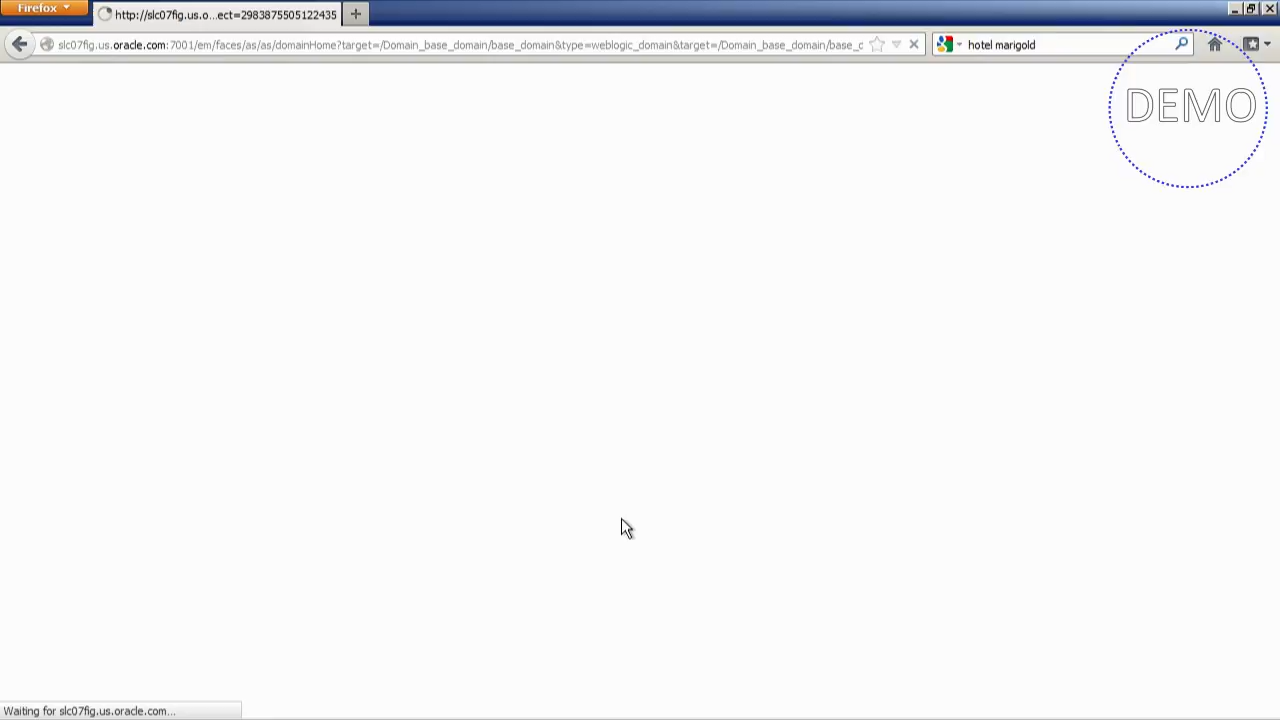 Firefox
http://slc07fig.us.o...ect=2983875505122435
slc07fig.us.oracle.com:7001/em/faces/as/as/domainHome?target=/Domain_base_domain/base_domain&type=weblogic_domain&target=/Domain_base_domain/base_c
hotel marigold
DEMO
Waiting for slc07fig.us.oracle.com...